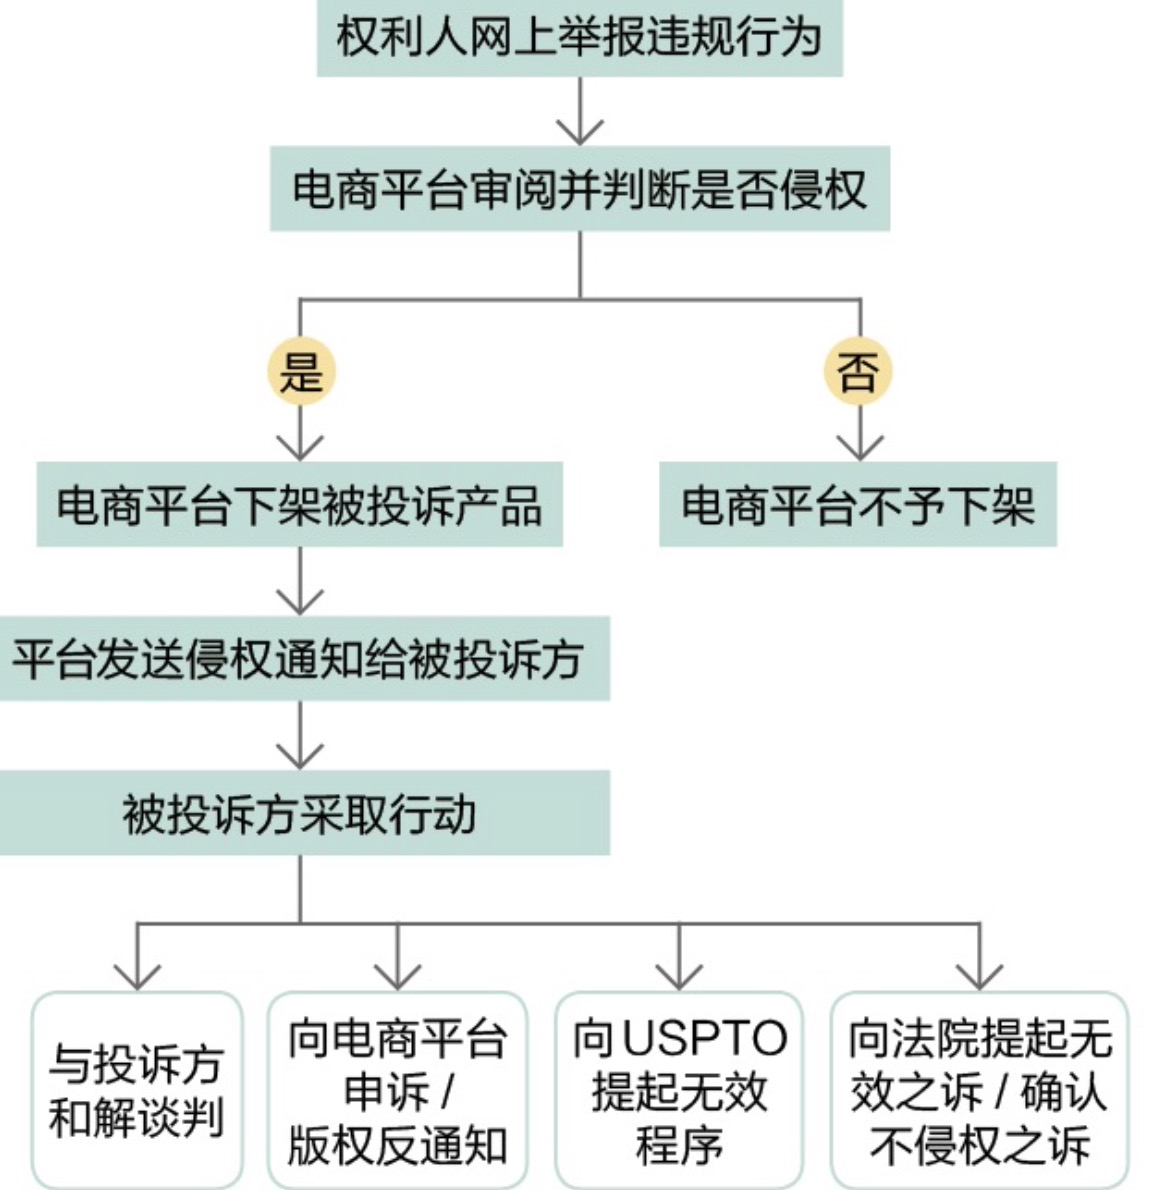 权利人网上举报违规行为
电商平台审阅并判断是否侵权
是
否
电商平台下架被投诉产品
电商平台不予下架
平台发送侵权通知给被投诉方
被投诉方采取行动
与投诉方
和解谈判
向电商平台
申诉 /
版权反通知
向USPTO
提起无效
程序
向法院提起无
效之诉 / 确认
不侵权之诉